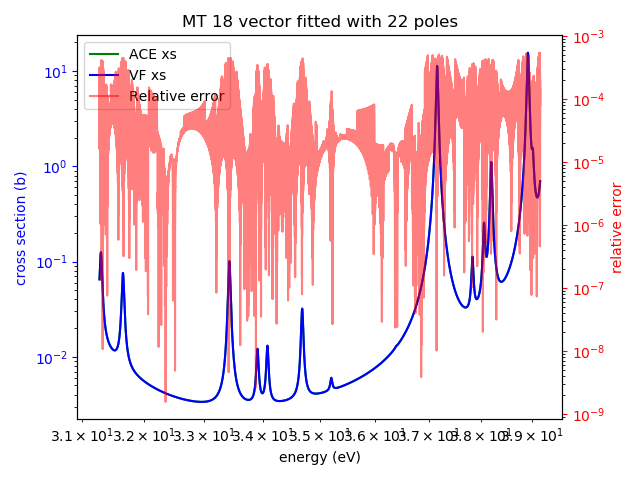 MT 18 vector fitted with 22 poles
ACE xs
VF xs
Relative error
cross section (b)
10¹
10⁰
10⁻¹
10⁻²
relative error
10⁻³
10⁻⁴
10⁻⁵
10⁻⁶
10⁻⁷
10⁻⁸
10⁻⁹
3.1 × 10¹ 3.2 × 10¹ 3.3 × 10¹ 3.4 × 10¹ 3.5 × 10¹ 3.6 × 10¹ 3.7 × 10¹ 3.8 × 10¹ 3.9 × 10¹
energy (eV)